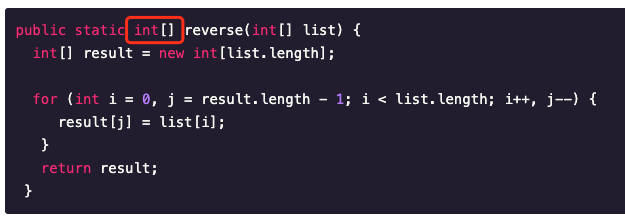 public static int[] reverse(int[] list) {
  int[] result = new int[list.length];
  for (int i = 0, j = result.length - 1; i < list.length; i++, j--) {
     result[j] = list[i];
   }
   return result;
 }